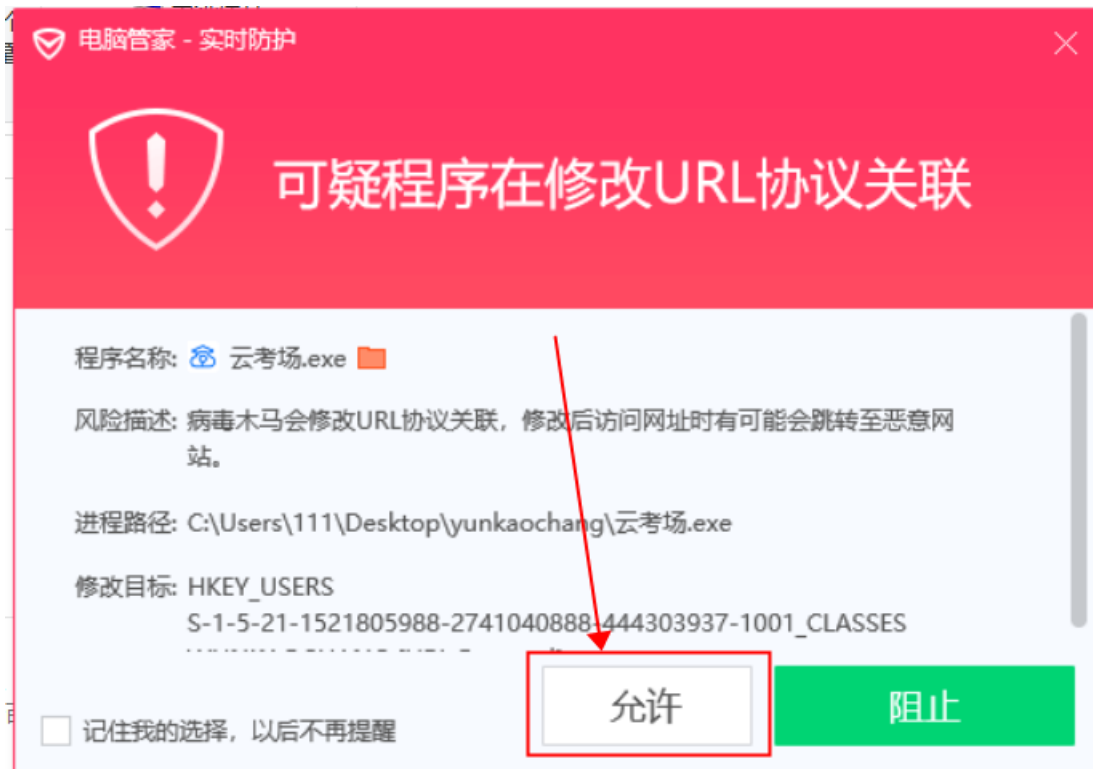 电脑管家 - 实时防护
可疑程序在修改URL协议关联
程序名称: 云考场.exe
风险描述: 病毒木马会修改URL协议关联，修改后访问网址时有可能会跳转至恶意网
站。
进程路径: C:\Users\111\Desktop\yunkaochang\云考场.exe
修改目标: HKEY_USERS
S-1-5-21-1521805988-2741040888-444303937-1001_CLASSES
记住我的选择，以后不再提醒
允许
阻止